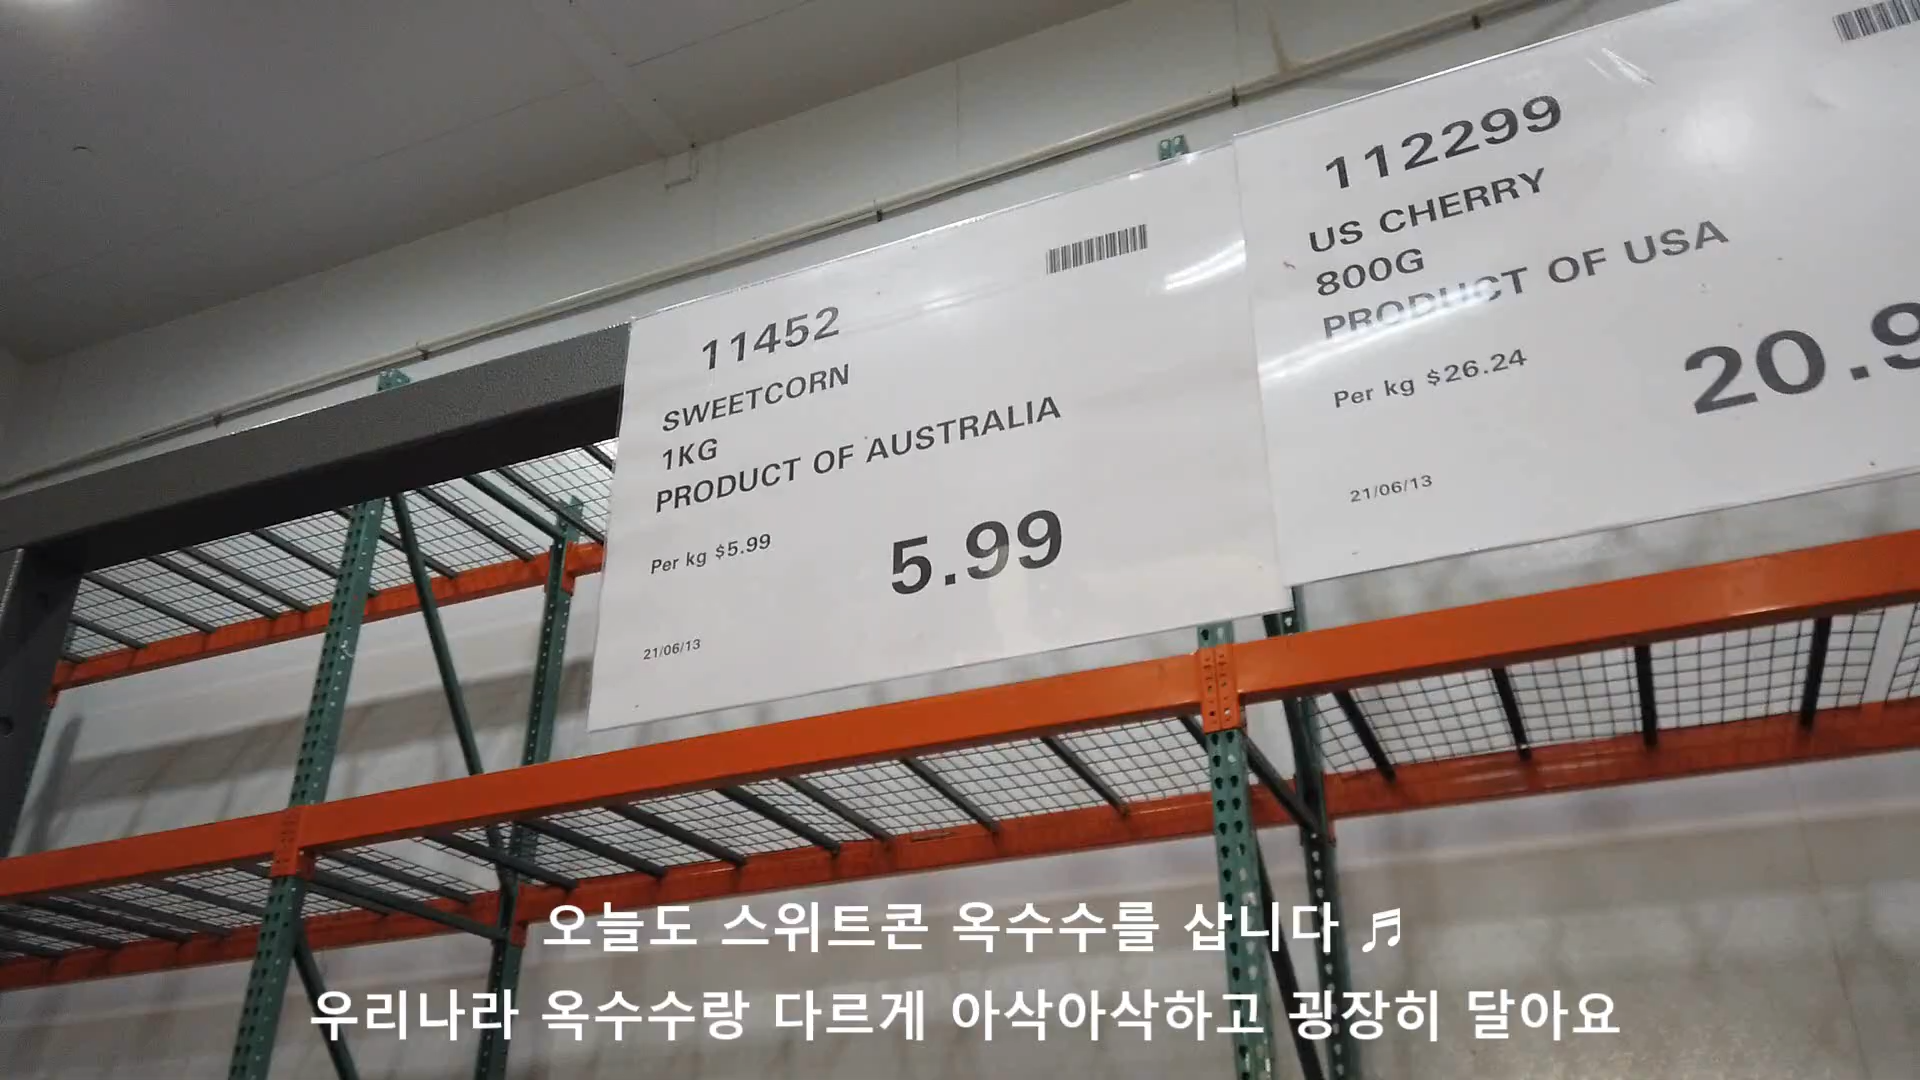 11452
SWEETCORN
1KG
PRODUCT OF AUSTRALIA
Per kg $5.99
5.99
21/06/13
112299
US CHERRY
800G
PRODUCT OF USA
Per kg $26.24
20.9
21/06/13
오늘도 스위트콘 옥수수를 삽니다 ♬
우리나라 옥수수랑 다르게 아삭아삭하고 굉장히 달아요